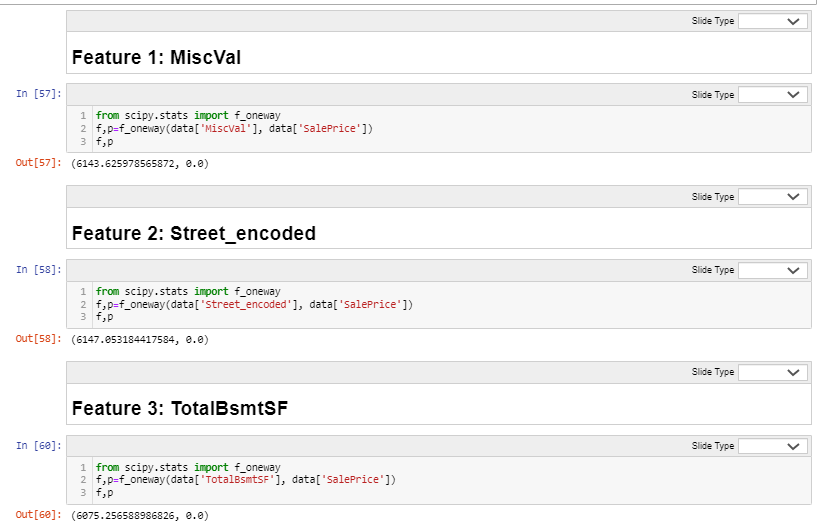 Slide Type
Feature 1: MiscVal
In [57]:
Slide Type
1 from scipy.stats import f_oneway
2 f,p=f_oneway(data['MiscVal'], data['SalePrice'])
3 f,p
Out[57]: (6143.625978565872, 0.0)
Slide Type
Feature 2: Street_encoded
In [58]:
Slide Type
1 from scipy.stats import f_oneway
2 f,p=f_oneway(data['Street_encoded'], data['SalePrice'])
3 f,p
Out[58]: (6147.053184417584, 0.0)
Slide Type
Feature 3: TotalBsmtSF
In [60]:
Slide Type
1 from scipy.stats import f_oneway
2 f,p=f_oneway(data['TotalBsmtSF'], data['SalePrice'])
3 f,p
Out[60]: (6075.256588986826, 0.0)